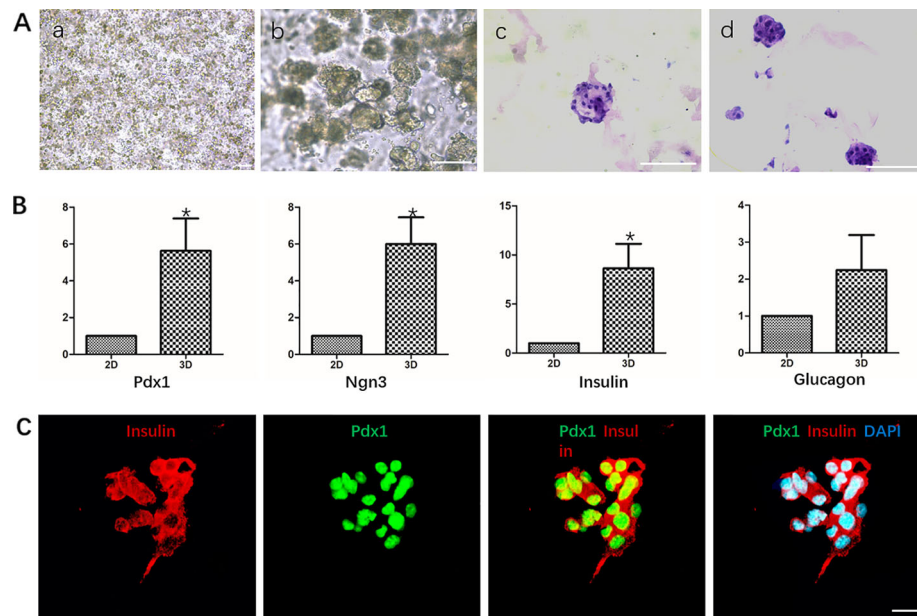 A
a
b
c
d
B
8
6
4
2
0
*
2D
3D
Pdx1
8
6
4
2
0
*
2D
3D
Ngn3
15
10
5
0
*
2D
3D
Insulin
4
3
2
1
0
2D
3D
Glucagon
C
Insulin
Pdx1
Pdx1 Insul
in
Pdx1 Insulin DAPI